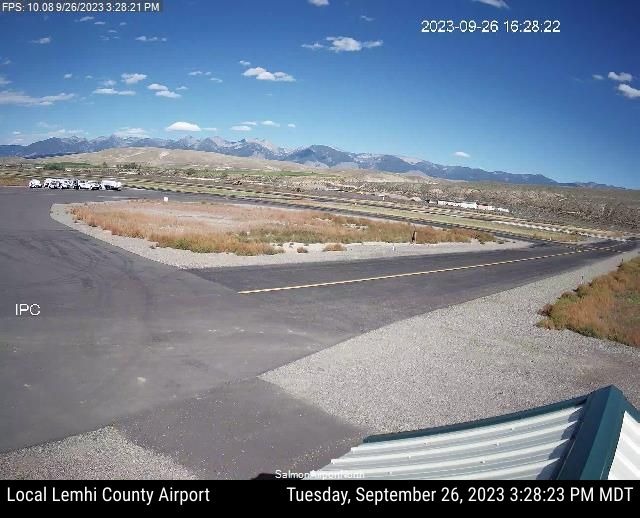 FPS: 10.08 9/26/2023 3:28:21 PM
2023-09-26 16:28:22
IPC
Local Lemhi County Airport
Tuesday, September 26, 2023 3:28:23 PM MDT